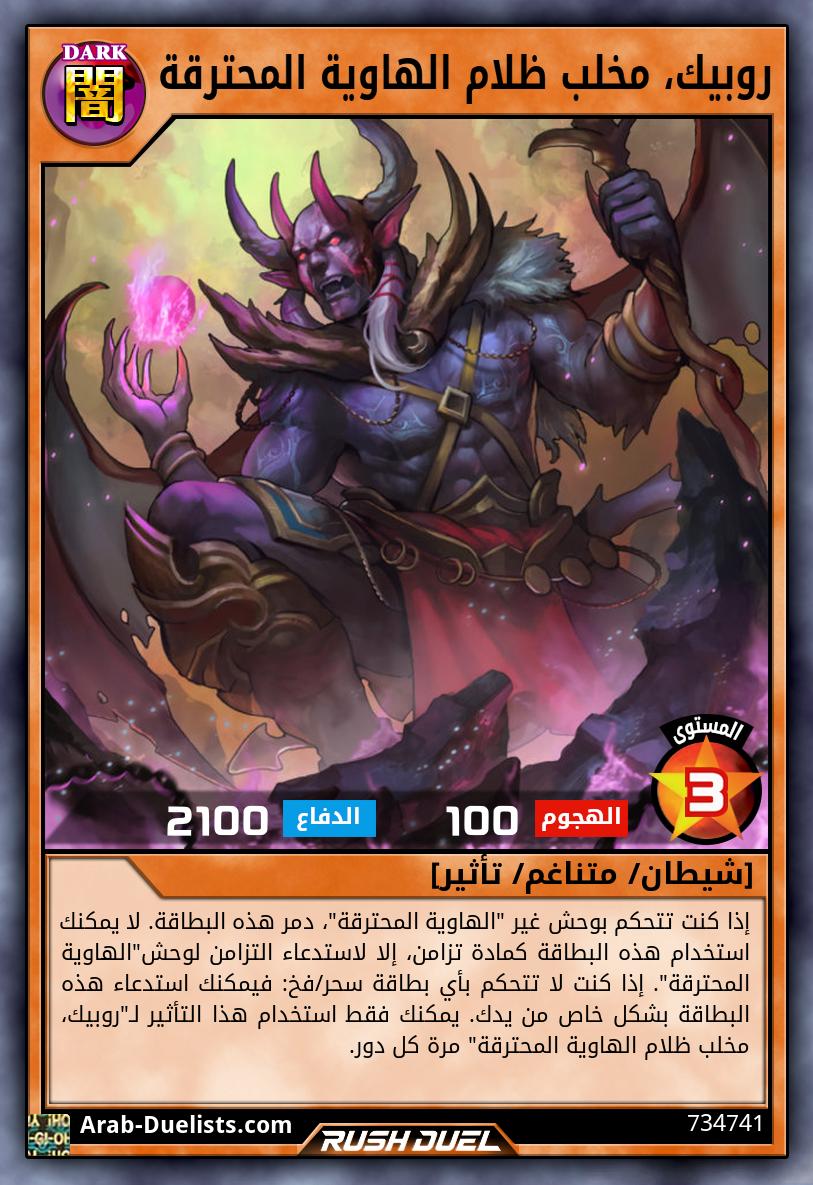 DARK
闇
روبيك، مخلب ظلام الهاوية المحترقة
المستوى
3
الهجوم 100 الدفاع 2100
[شيطان/ متناغم/ تأثير]
إذا كنت تتحكم بوحش غير "الهاوية المحترقة"، دمر هذه البطاقة. لا يمكنك
استخدام هذه البطاقة كمادة تزامن، إلا لاستدعاء التزامن لوحش"الهاوية
المحترقة". إذا كنت لا تتحكم بأي بطاقة سحر/فخ: فيمكنك استدعاء هذه
البطاقة بشكل خاص من يدك. يمكنك فقط استخدام هذا التأثير لـ"روبيك،
مخلب ظلام الهاوية المحترقة" مرة كل دور.
Arab-Duelists.com
RUSH DUEL
734741